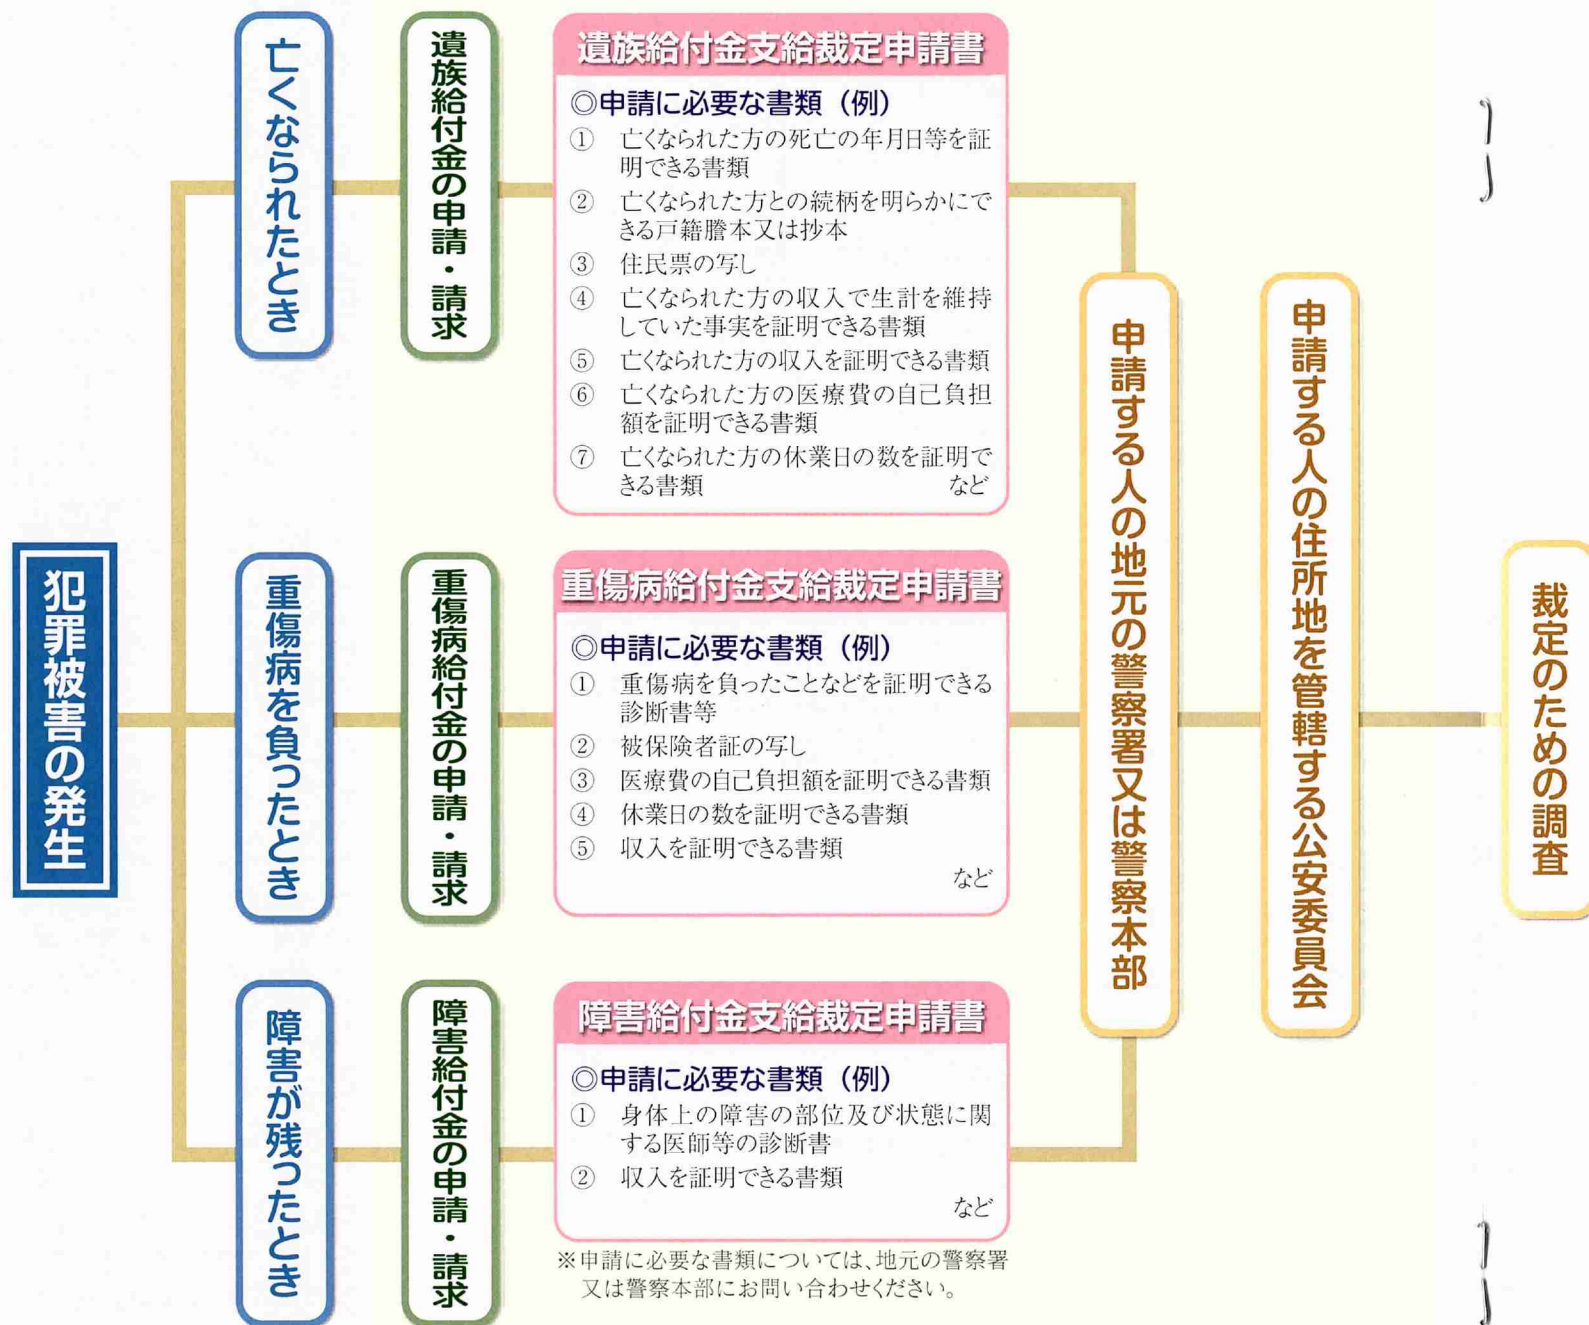 犯罪被害の発生
亡くなられたとき
遺族給付金の申請・請求
遺族給付金支給裁定申請書
◎申請に必要な書類（例）
① 亡くなられた方の死亡の年月日等を証
明できる書類
② 亡くなられた方との続柄を明らかにで
きる戸籍謄本又は抄本
③ 住民票の写し
④ 亡くなられた方の収入で生計を維持
していた事実を証明できる書類
⑤ 亡くなられた方の収入を証明できる書類
⑥ 亡くなられた方の医療費の自己負担
額を証明できる書類
⑦ 亡くなられた方の休業日の数を証明で
きる書類 など
重傷病を負ったとき
重傷病給付金の申請・請求
重傷病給付金支給裁定申請書
◎申請に必要な書類（例）
① 重傷病を負ったことなどを証明できる
診断書等
② 被保険者証の写し
③ 医療費の自己負担額を証明できる書類
④ 休業日の数を証明できる書類
⑤ 収入を証明できる書類
など
障害が残ったとき
障害給付金の申請・請求
障害給付金支給裁定申請書
◎申請に必要な書類（例）
① 身体上の障害の部位及び状態に関
する医師等の診断書
② 収入を証明できる書類
など
※申請に必要な書類については、地元の警察署
又は警察本部にお問い合わせください。
申請する人の地元の警察署又は警察本部
申請する人の住所地を管轄する公安委員会
裁定のための調査